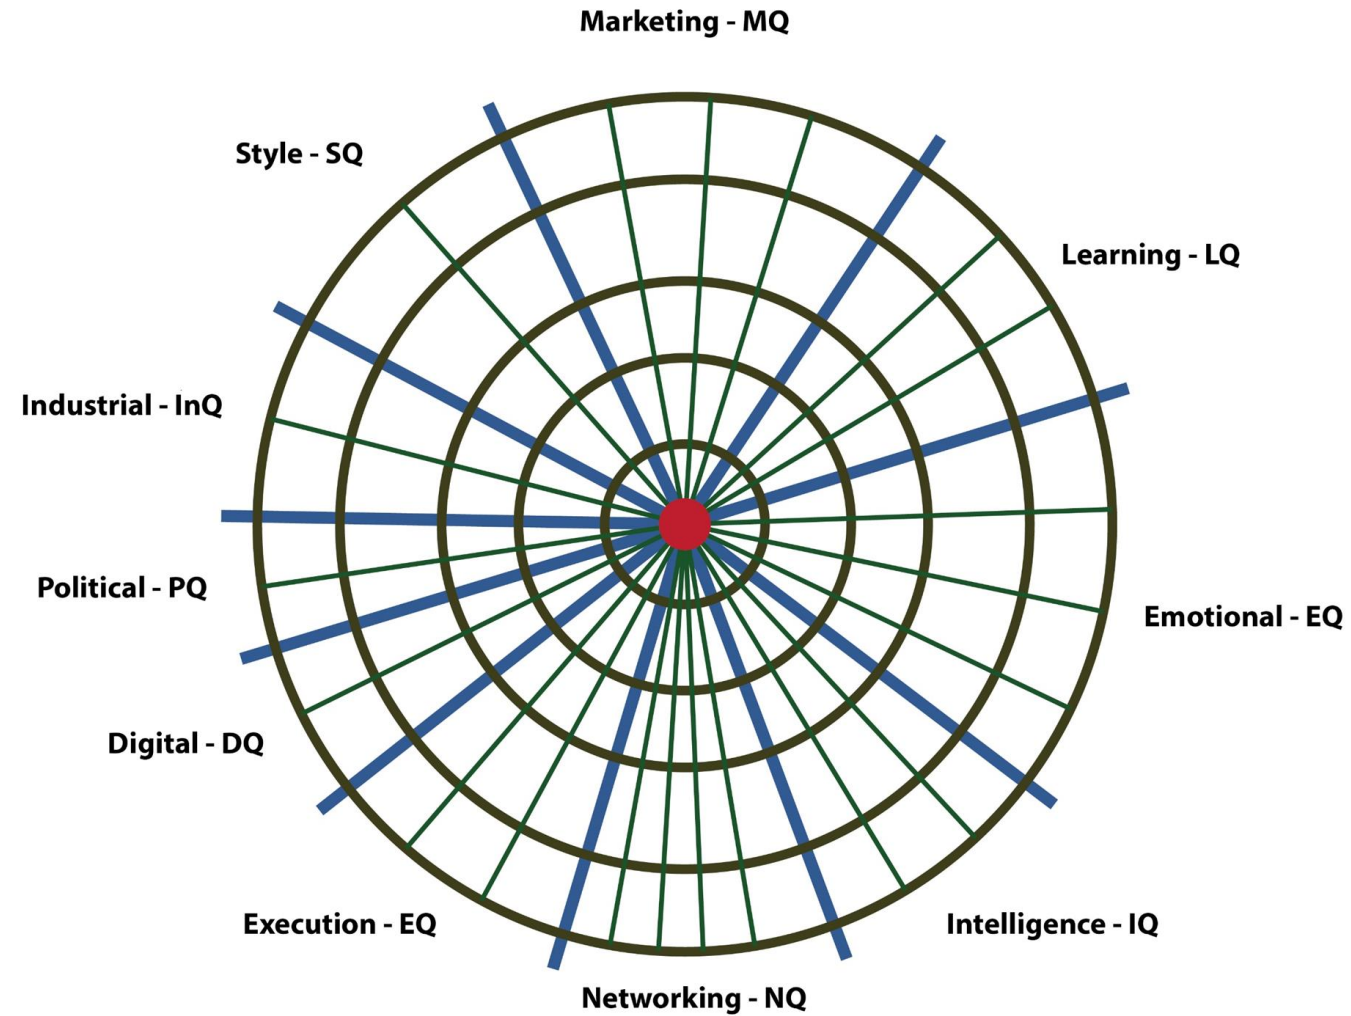 Marketing - MQ
Style - SQ
Learning - LQ
Industrial - InQ
Political - PQ
Emotional - EQ
Digital - DQ
Execution - EQ
Intelligence - IQ
Networking - NQ